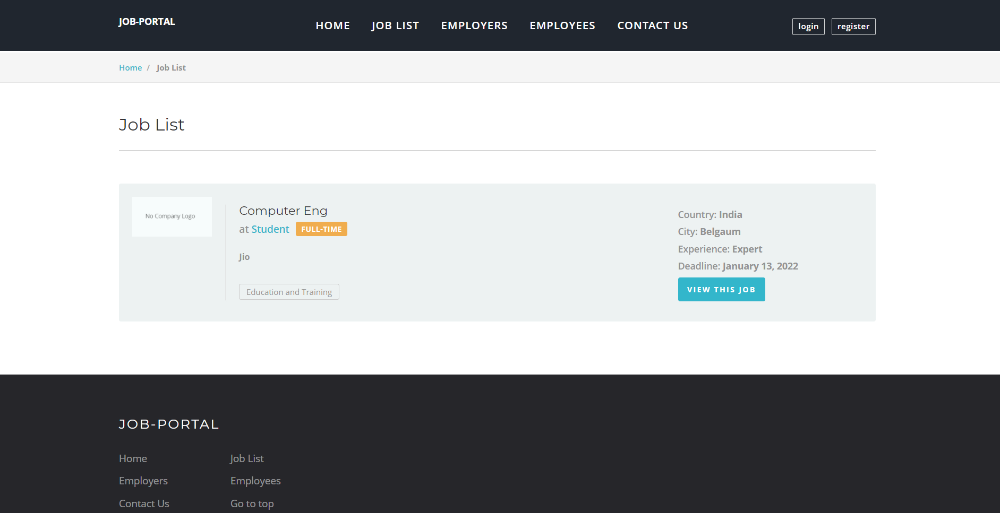 JOB-PORTAL
HOME JOB LIST EMPLOYERS EMPLOYEES CONTACT US
login register
Home / Job List
Job List
No Company Logo
Computer Eng
at Student FULL-TIME
Jio
Education and Training
Country: India
City: Belgaum
Experience: Expert
Deadline: January 13, 2022
VIEW THIS JOB
JOB-PORTAL
Home Job List
Employers Employees
Contact Us Go to top